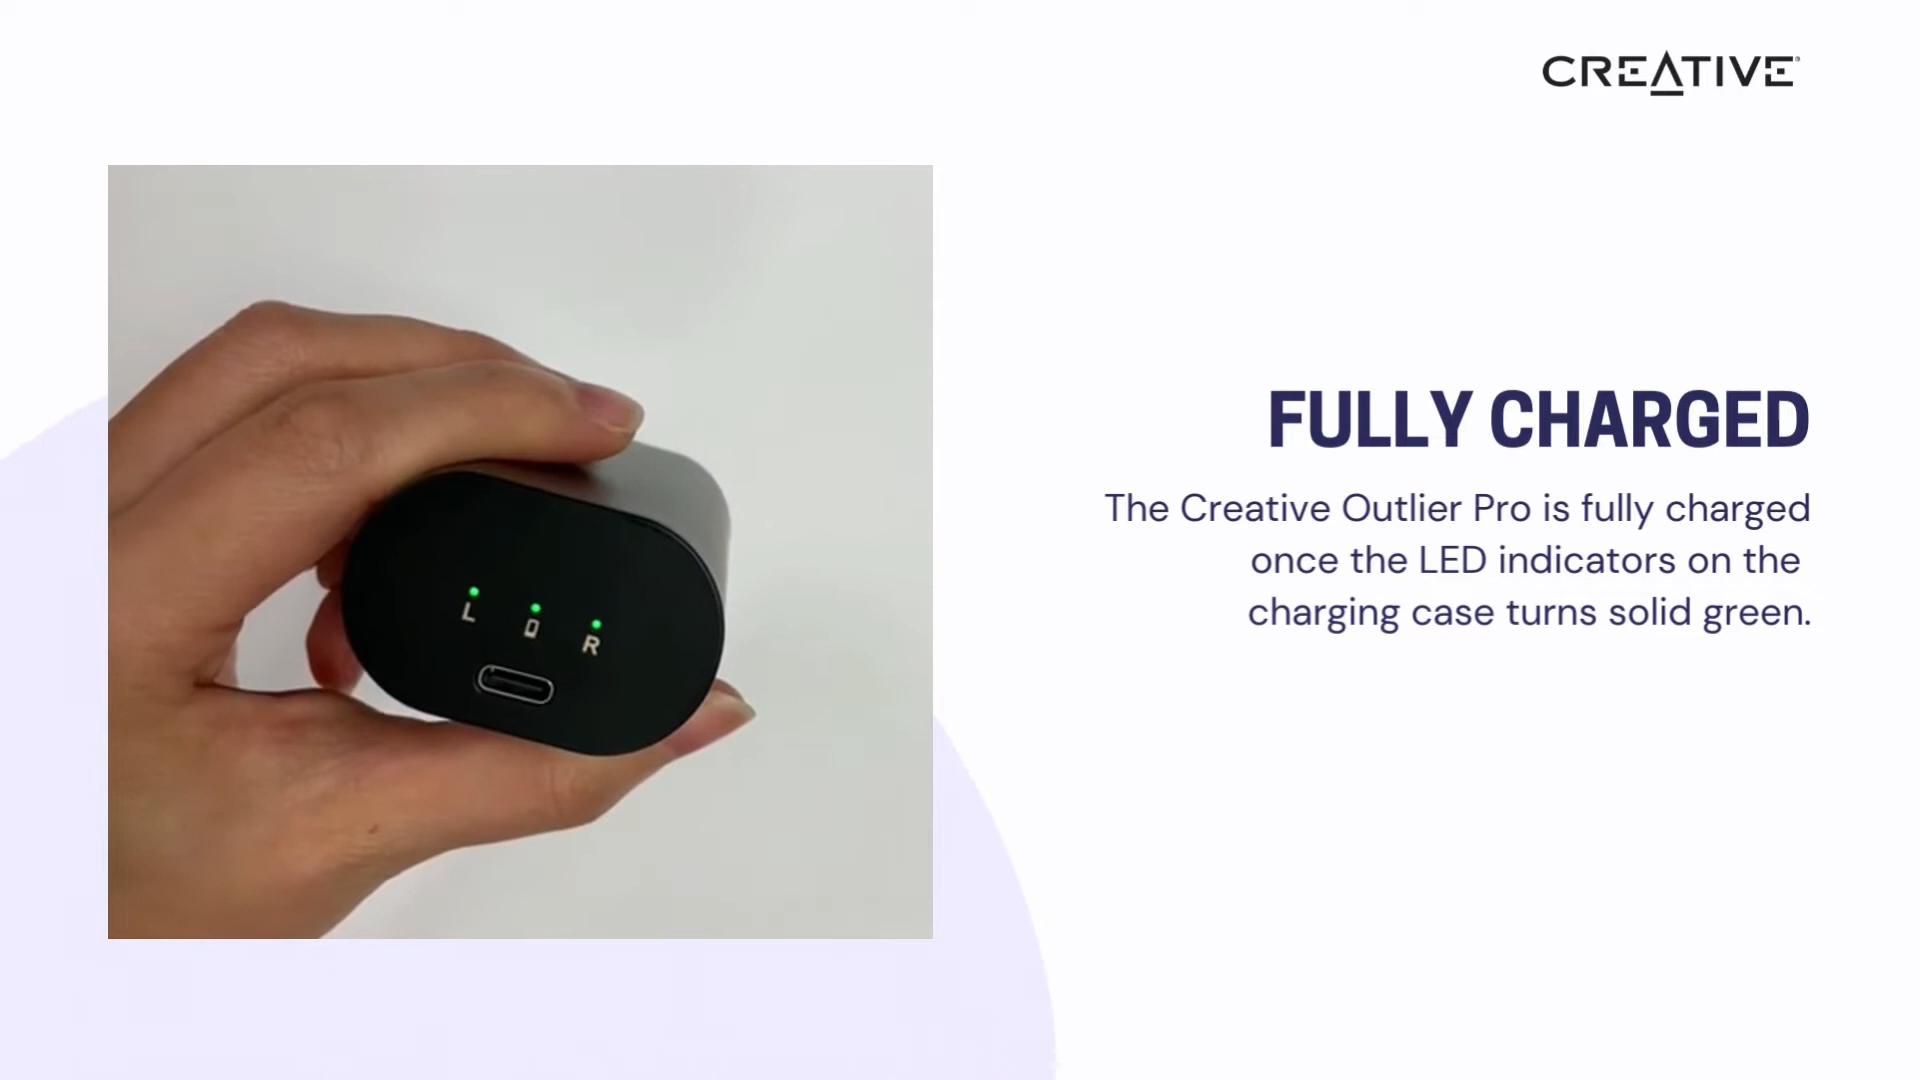 CREATIVE
L
R
FULLY CHARGED
The Creative Outlier Pro is fully charged
once the LED indicators on the
charging case turns solid green.